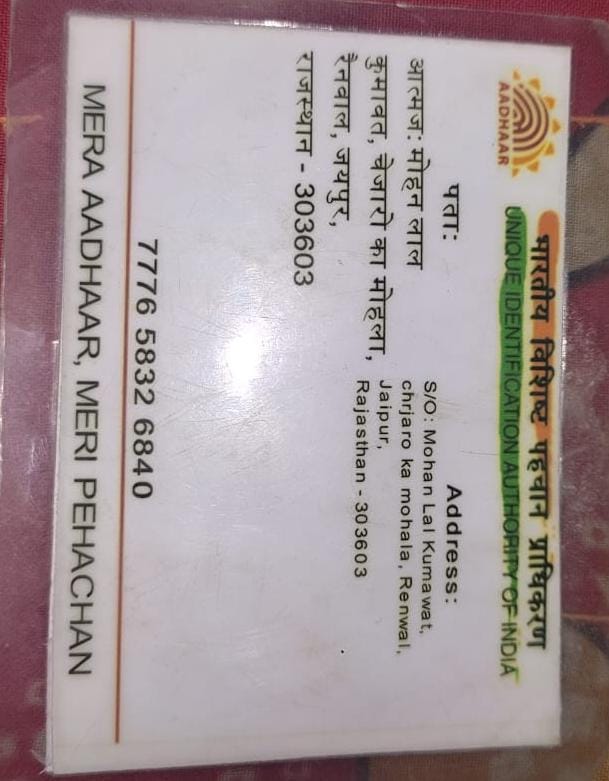 भारतीय विशिष्ट पहचान प्राधिकरण
UNIQUE IDENTIFICATION AUTHORITY OF INDIA
AADHAAR
पता:
आत्मज: मोहन लाल
कुमावत, चेजारो का मोहला,
रैनवाल, जयपुर,
राजस्थान - 303603
Address:
S/O: Mohan Lal Kumawat,
chrjaro ka mohala, Renwal,
Jaipur,
Rajasthan - 303603
7776 5832 6840
MERA AADHAAR, MERI PEHACHAN